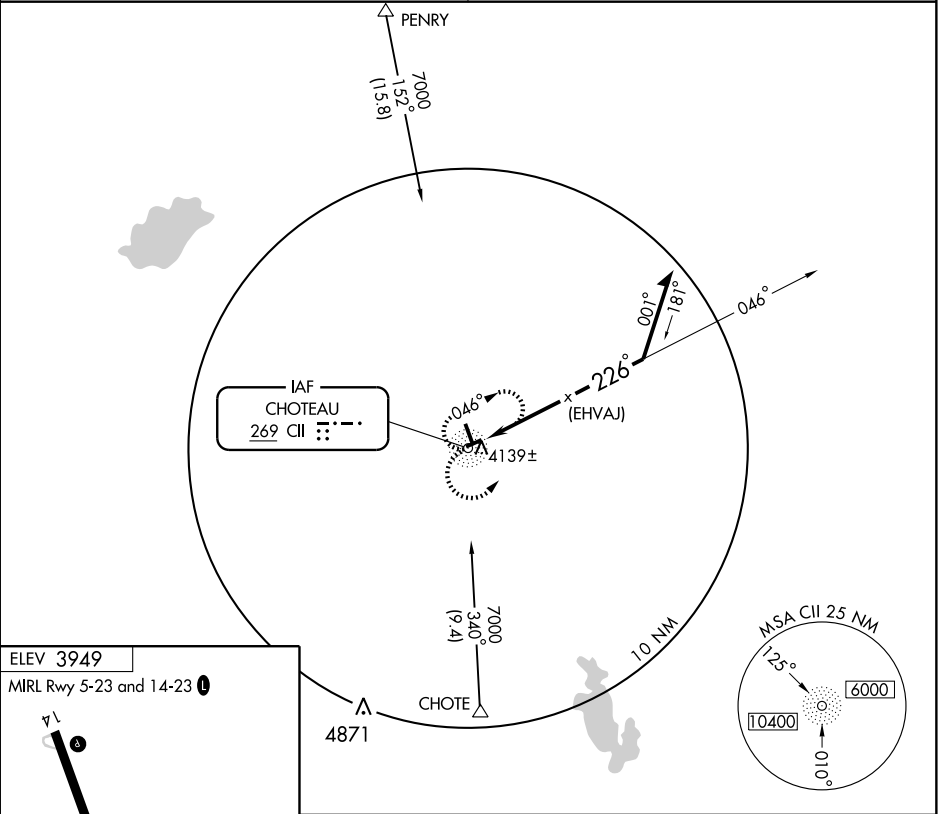 PENRY
7000
152°
(15.8)
001°
181°
046°
226°
(EHVAJ)
IAF
CHOTEAU
269 CII
046°
4139±
7000
340°
(9.4)
10 NM
CHOTE
4871
MSA CII 25 NM
125°
6000
10400
010°
ELEV 3949
MIRL Rwy 5-23 and 14-23 L
14
P